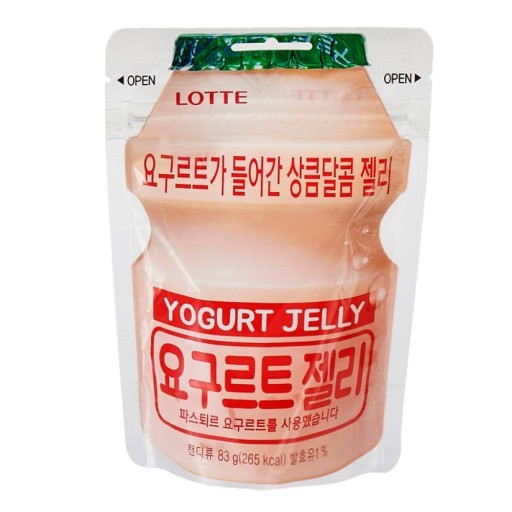 ◀ OPEN
OPEN ▶
LOTTE
요구르트가 들어간 상큼달콤 젤리
YOGURT JELLY
요구르트 젤리
파스퇴르 요구르트를 사용했습니다
캔디류 83 g(265 kcal) 발효유1%